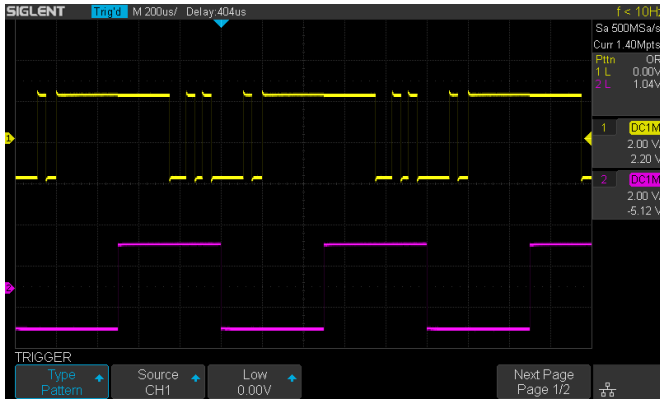 SIGLENT Trig'd M 200us/ Delay:404us f < 10Hz
Sa 500MSa/s
Curr 1.40Mpts
Pttn OR
1 L 0.00V
2 L 1.04V
1 DC1M
2.00 V/
2.20 V
2 DC1M
2.00 V/
-5.12 V
1
2
TRIGGER
Type Source Low Next Page
Pattern CH1 0.00V Page 1/2